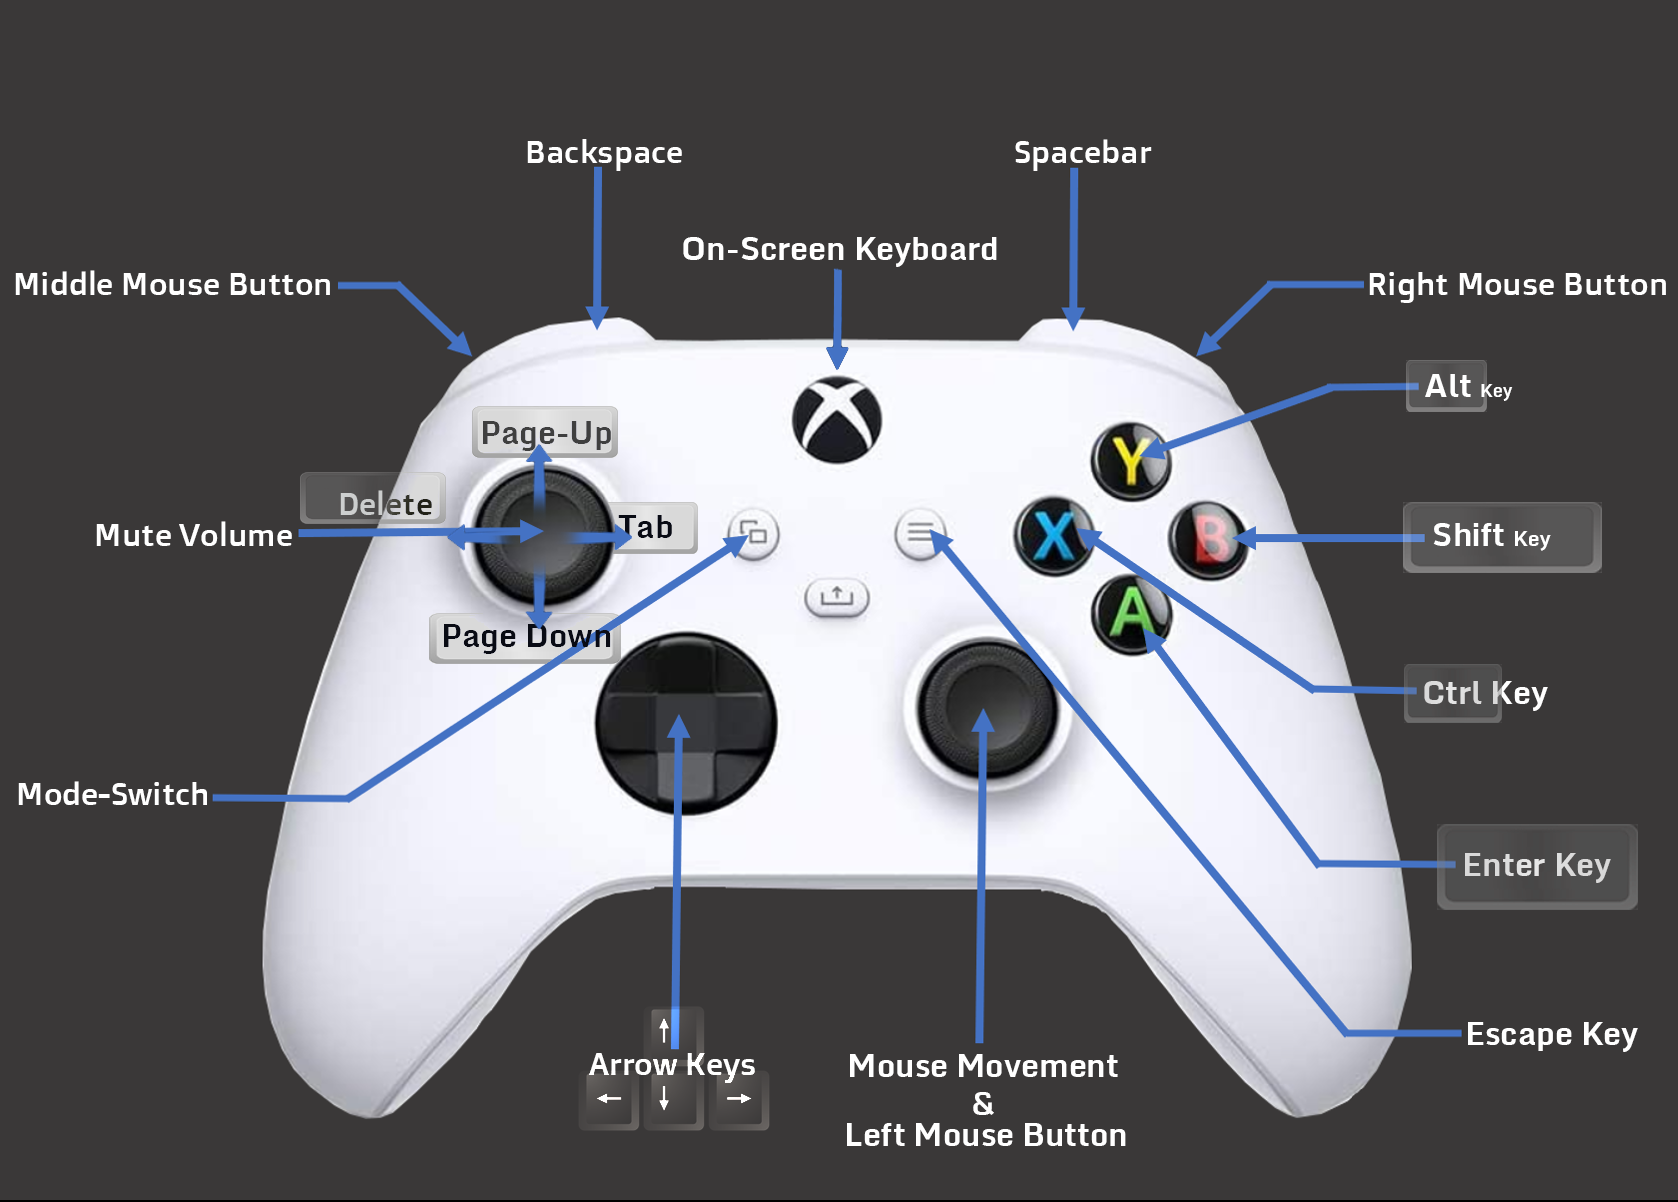 Backspace
Spacebar
On-Screen Keyboard
Middle Mouse Button
Right Mouse Button
Alt Key
Page-Up
Y
Delete
Tab
Mute Volume
X
B
Shift Key
A
Page Down
Ctrl Key
Mode-Switch
Enter Key
Escape Key
↑
Arrow Keys
← ↓ →
Mouse Movement
&
Left Mouse Button